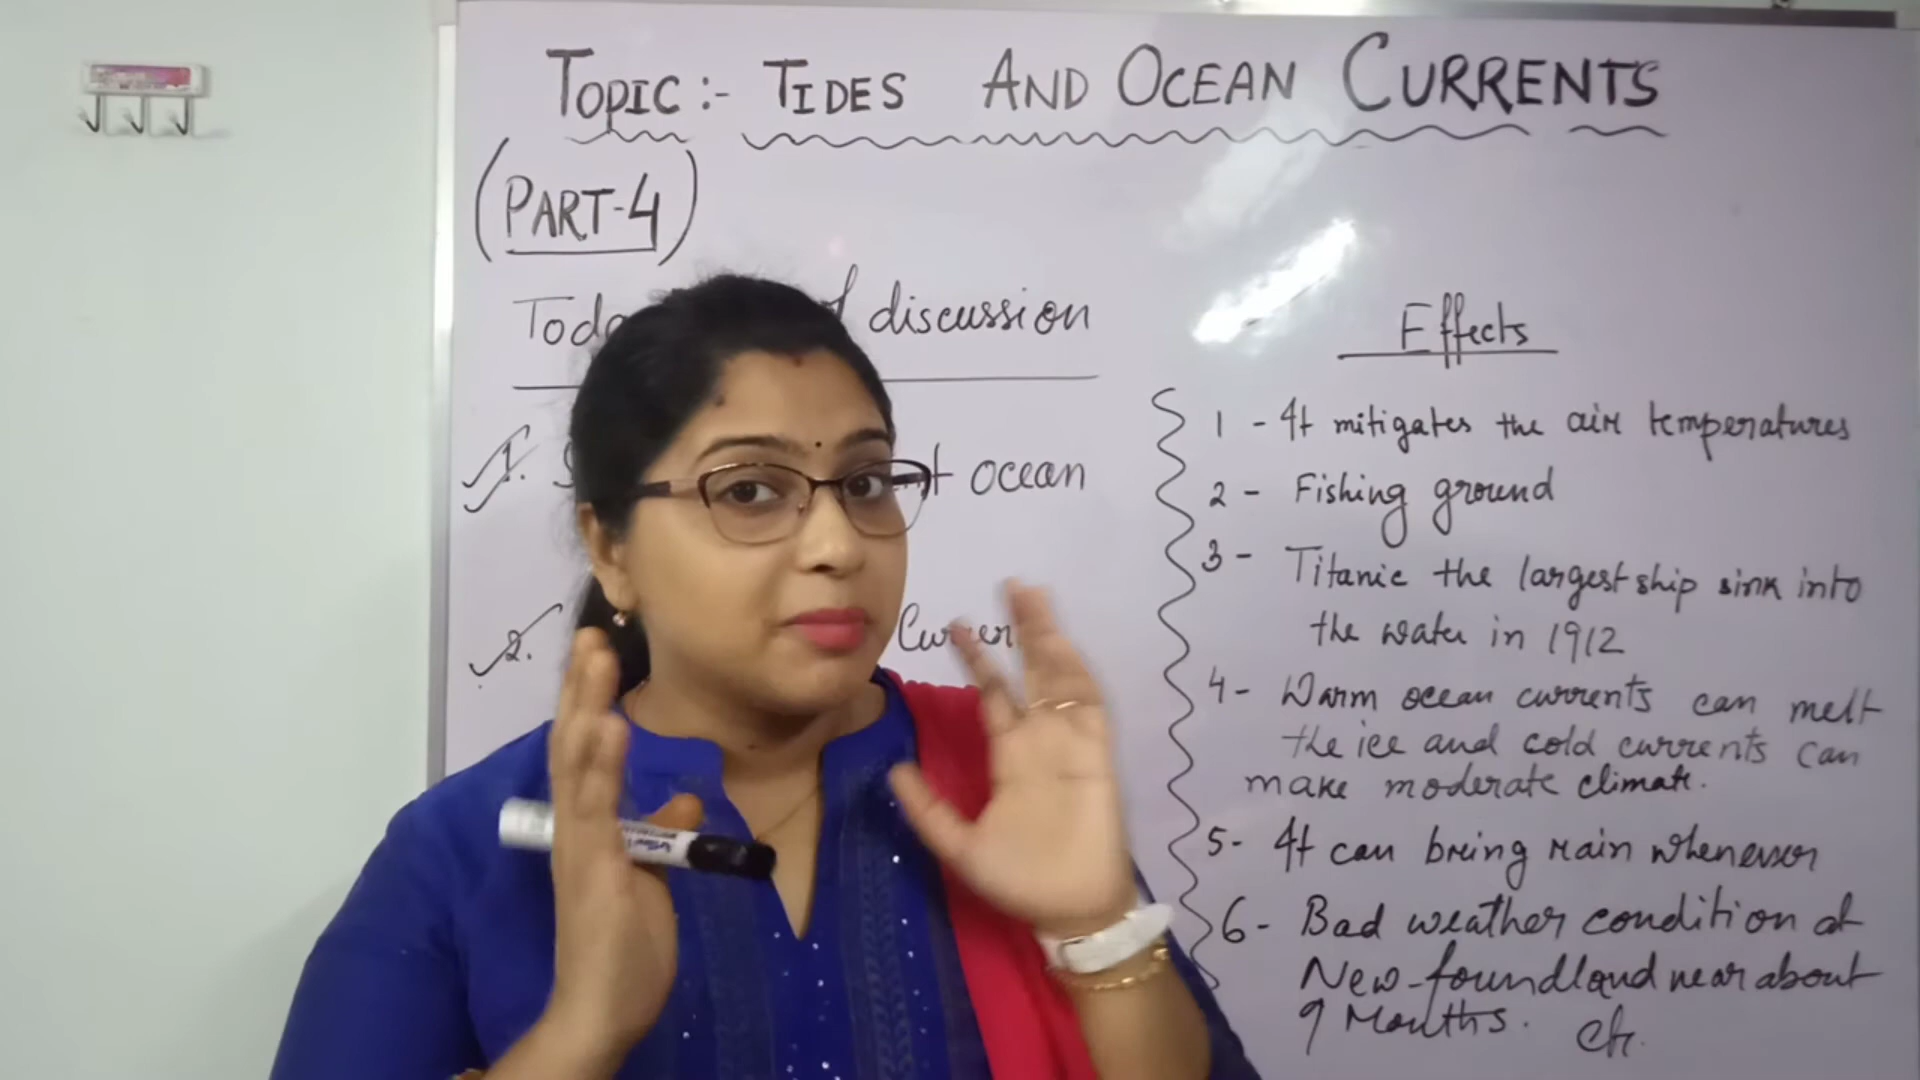 TOPIC :- TIDES AND OCEAN CURRENTS
(PART-4)
discussion
1. ocean
2.
Effects
1 - It mitigates the air temperatures
2 - Fishing ground
3 - Titanic the largest ship sink into
the water in 1912
4 - Warm ocean currents can melt
the ice and cold currents can
make moderate climate.
5 - It can bring rain whenever
6 - Bad weather condition at
New-foundland near about
9 Months. etc.